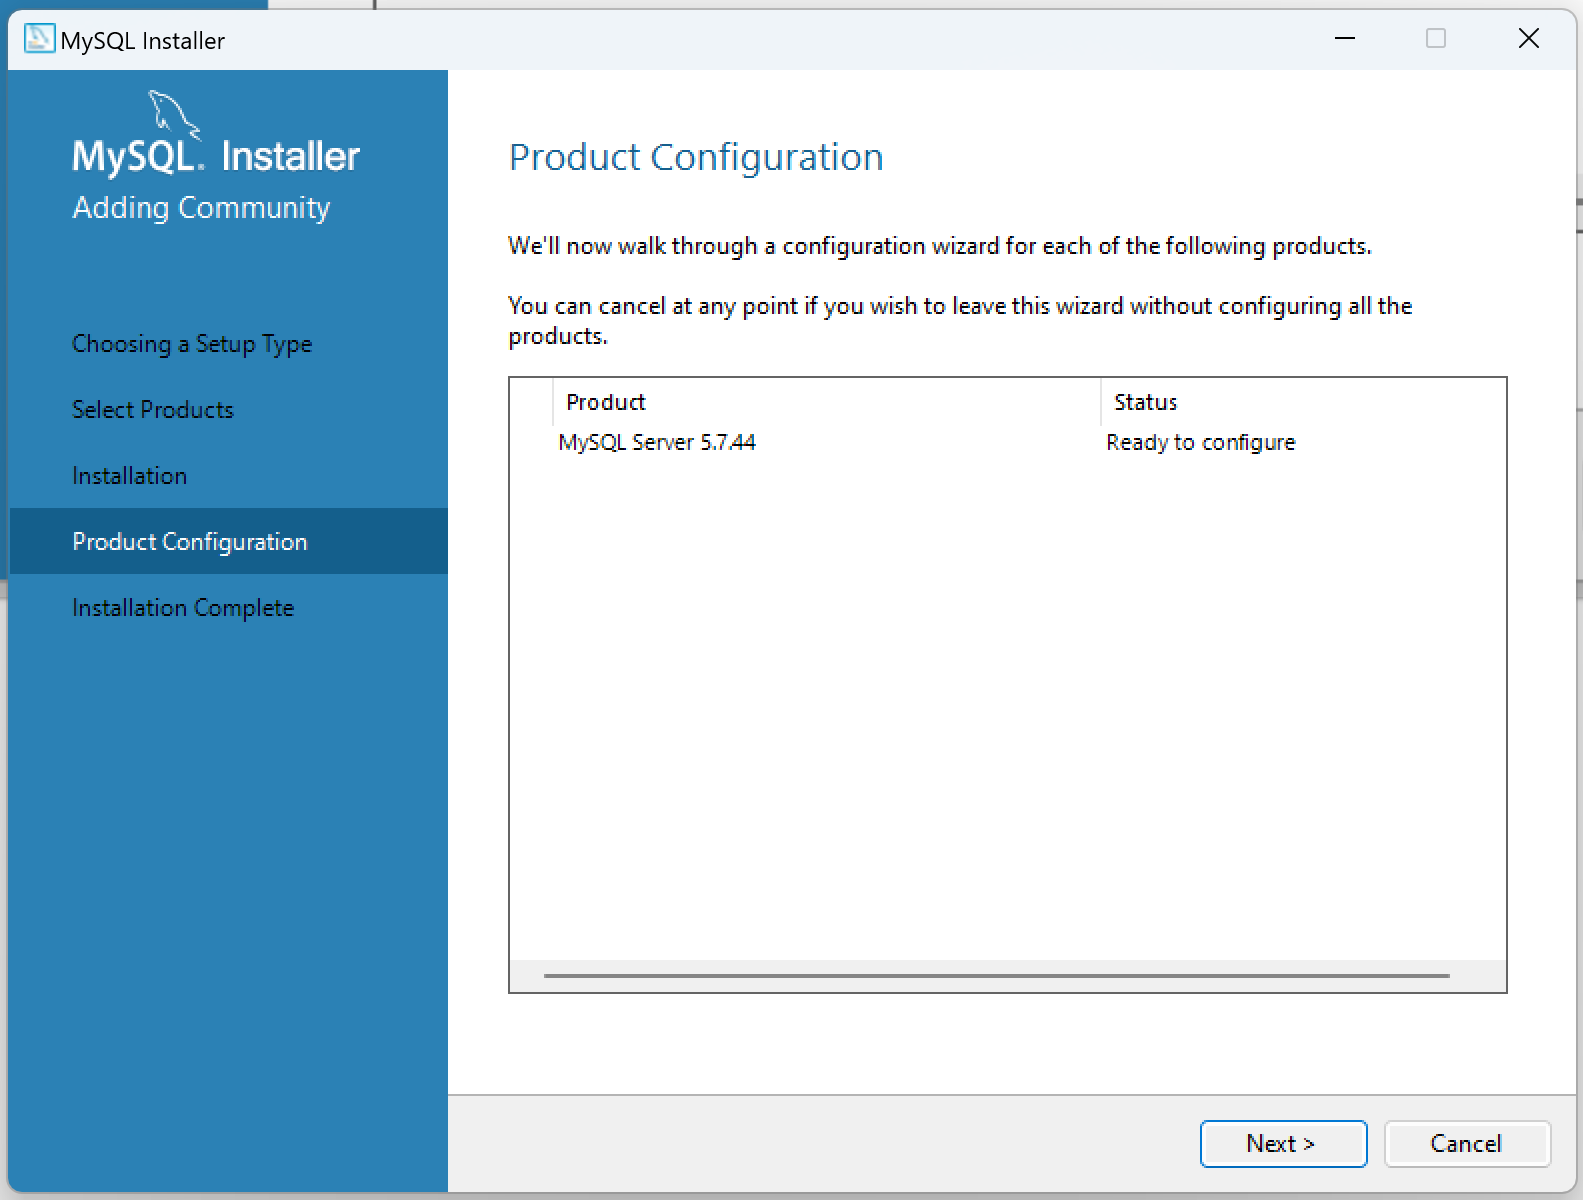 MySQL Installer
MySQL. Installer
Adding Community
Choosing a Setup Type
Select Products
Installation
Product Configuration
Installation Complete
Product Configuration
We'll now walk through a configuration wizard for each of the following products.
You can cancel at any point if you wish to leave this wizard without configuring all the
products.
Product Status
MySQL Server 5.7.44 Ready to configure
Next > Cancel